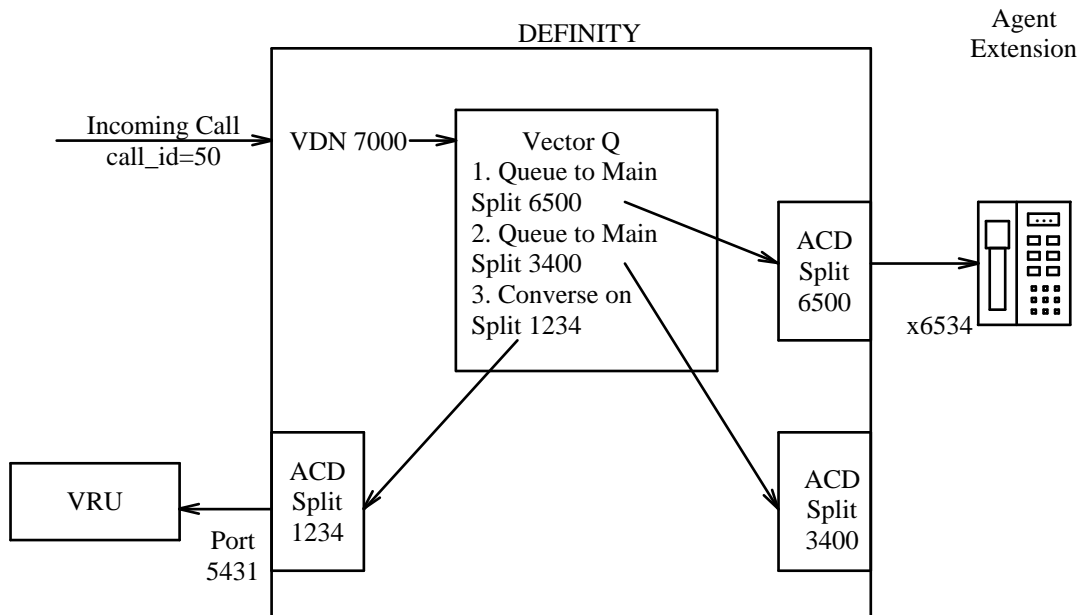 DEFINITY
Agent
Extension
Incoming Call
call_id=50
VDN 7000
Vector Q
1. Queue to Main
Split 6500
2. Queue to Main
Split 3400
3. Converse on
Split 1234
ACD
Split
6500
x6534
VRU
Port
5431
ACD
Split
1234
ACD
Split
3400